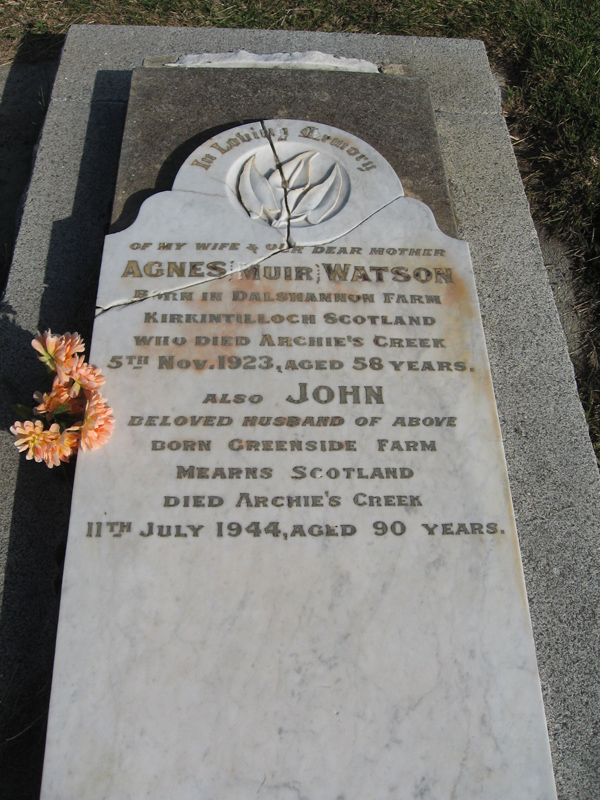 In Loving Memory
OF MY WIFE & OUR DEAR MOTHER
AGNES (MUIR) WATSON
BORN IN DALSHANNON FARM
KIRKINTILLOCH SCOTLAND
WHO DIED ARCHIE'S CREEK
5TH NOV. 1923, AGED 58 YEARS.
ALSO JOHN
BELOVED HUSBAND OF ABOVE
BORN GREENSIDE FARM
MEARNS SCOTLAND
DIED ARCHIE'S CREEK
11TH JULY 1944, AGED 90 YEARS.